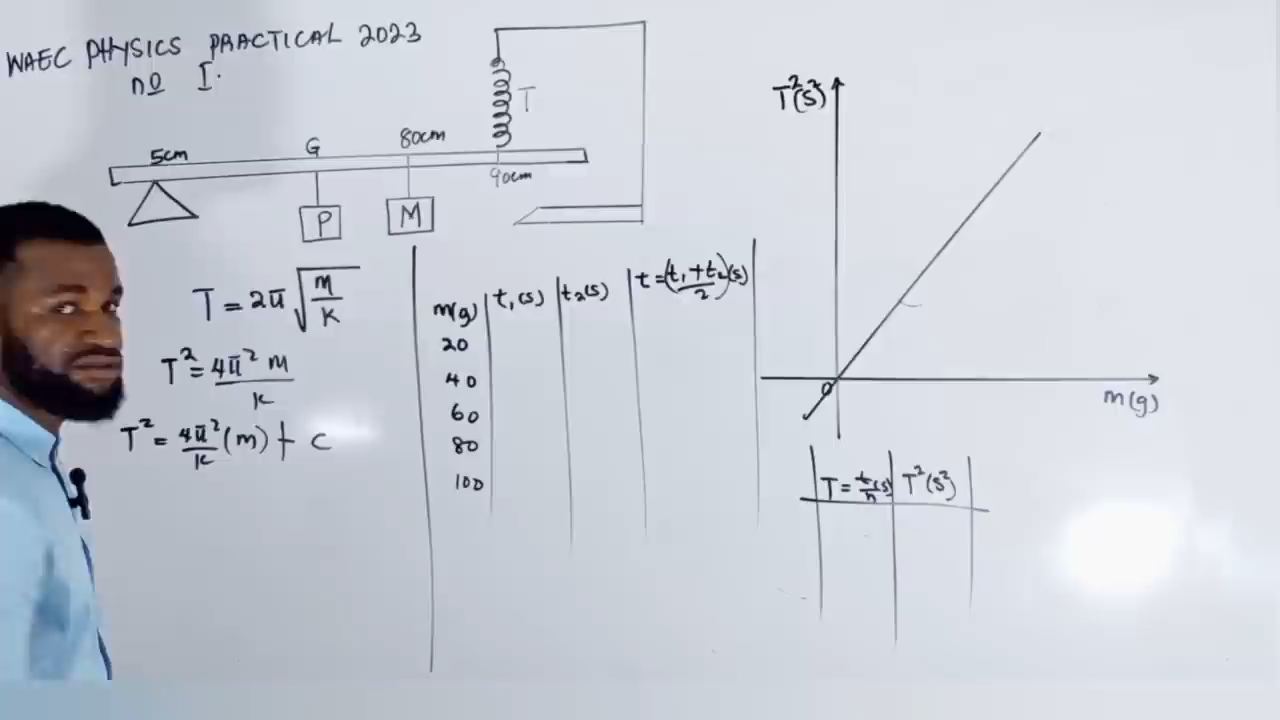 WAEC PHYSICS PRACTICAL 2023
no I.
T
5cm
G
80cm
90cm
P
M
T = 2π √m/k
T² = 4π² m/k
T² = 4π²/k (m) + c
m(g) t₁(s) t₂(s) t=(t₁+t₂/2)(s)
20
40
60
80
100
T²(s²)
0
m(g)
T = t/n(s) T²(s²)